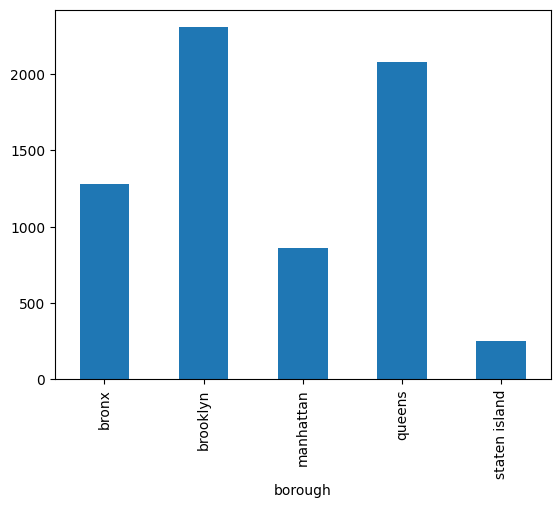 2000
1500
1000
500
0
bronx
brooklyn
manhattan
queens
staten island
borough